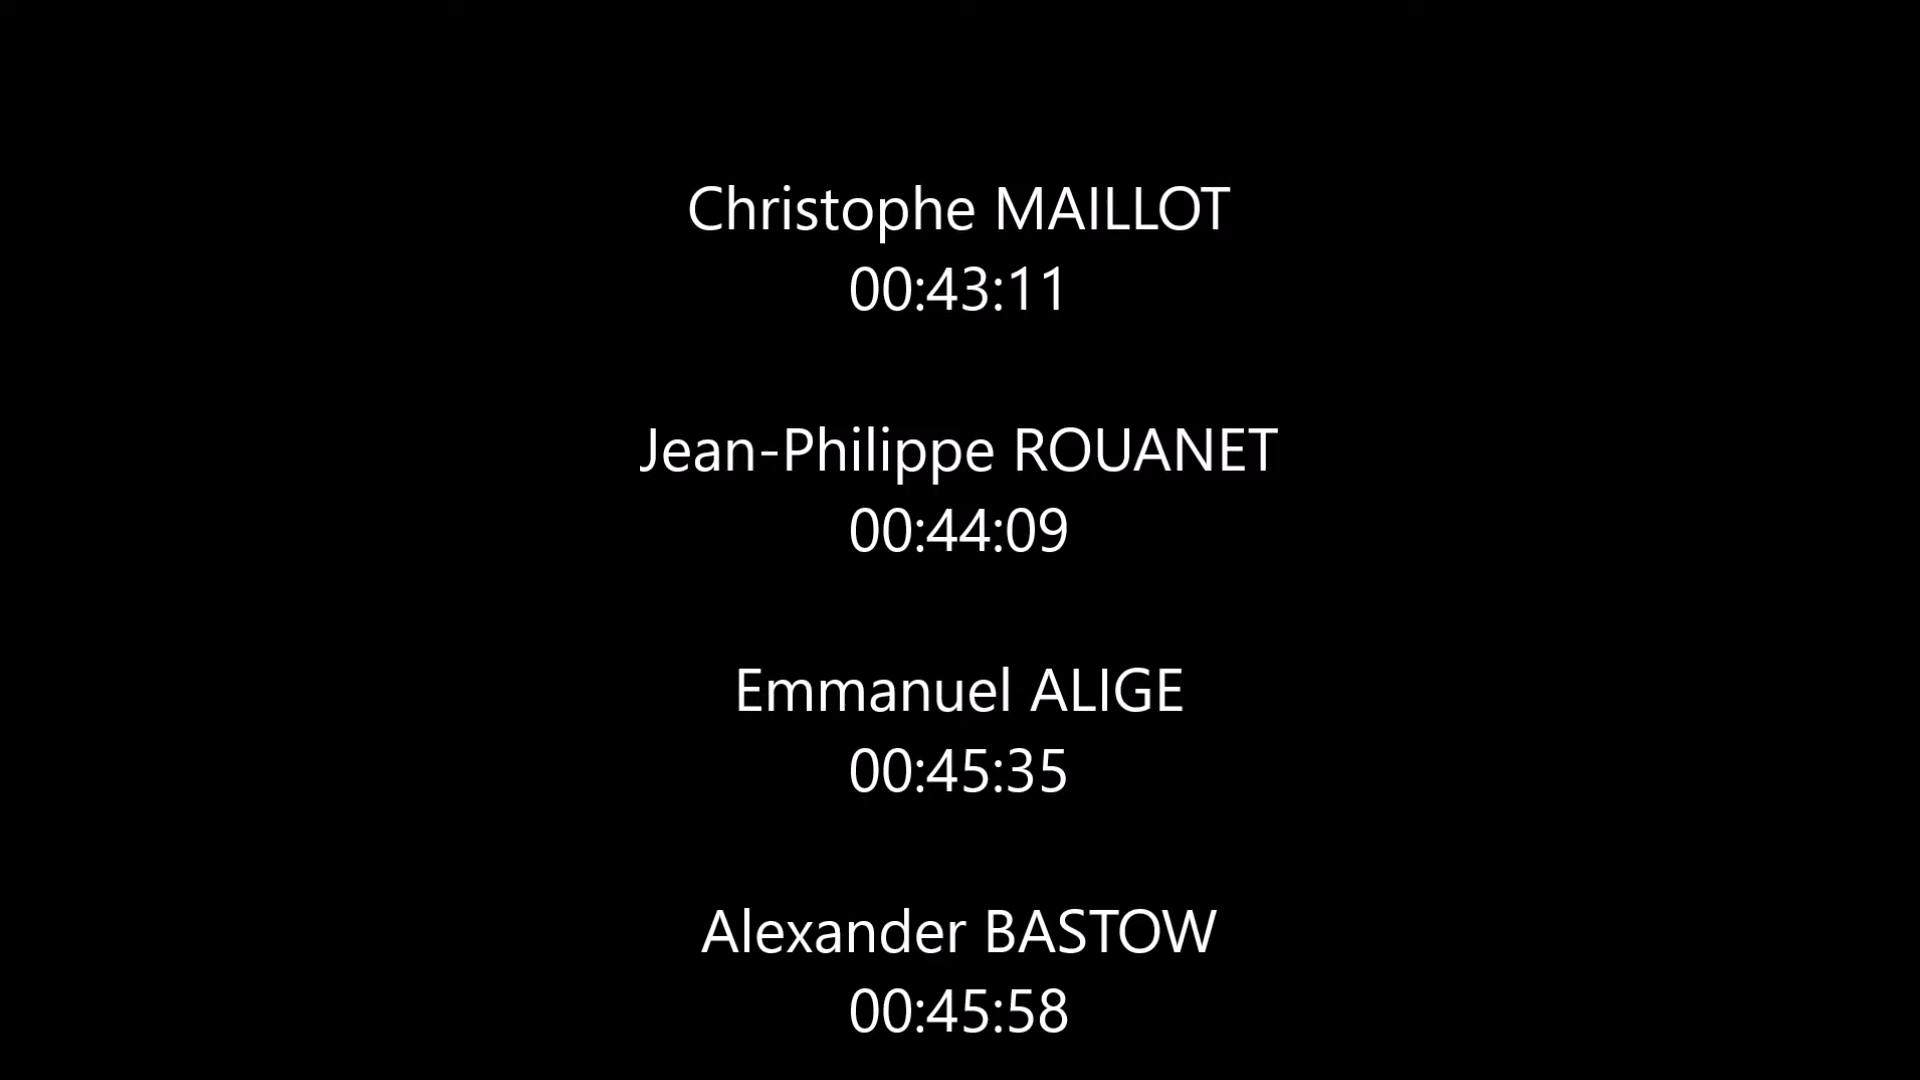 Christophe MAILLOT
00:43:11
Jean-Philippe ROUANET
00:44:09
Emmanuel ALIGE
00:45:35
Alexander BASTOW
00:45:58